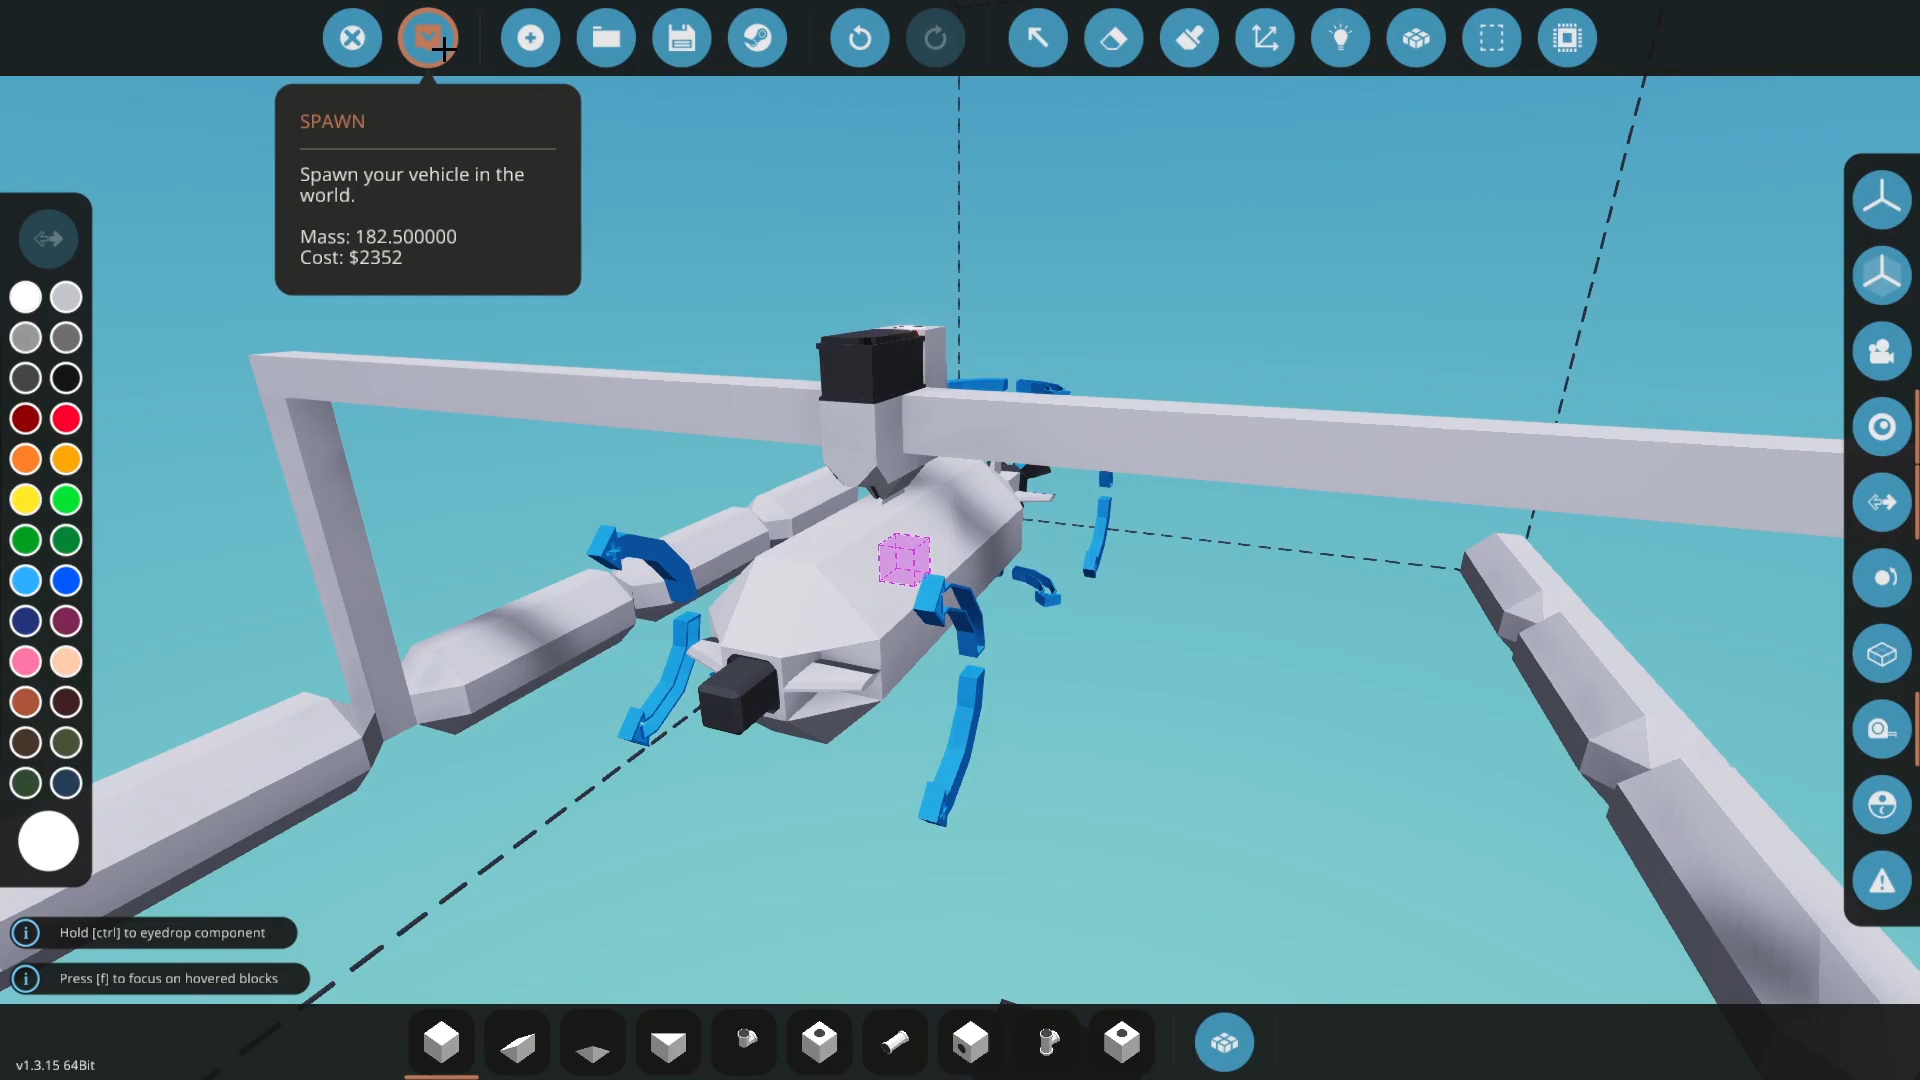 SPAWN
Spawn your vehicle in the
world.
Mass: 182.500000
Cost: $2352
Hold [ctrl] to eyedrop component
Press [f] to focus on hovered blocks
v1.3.15 64Bit